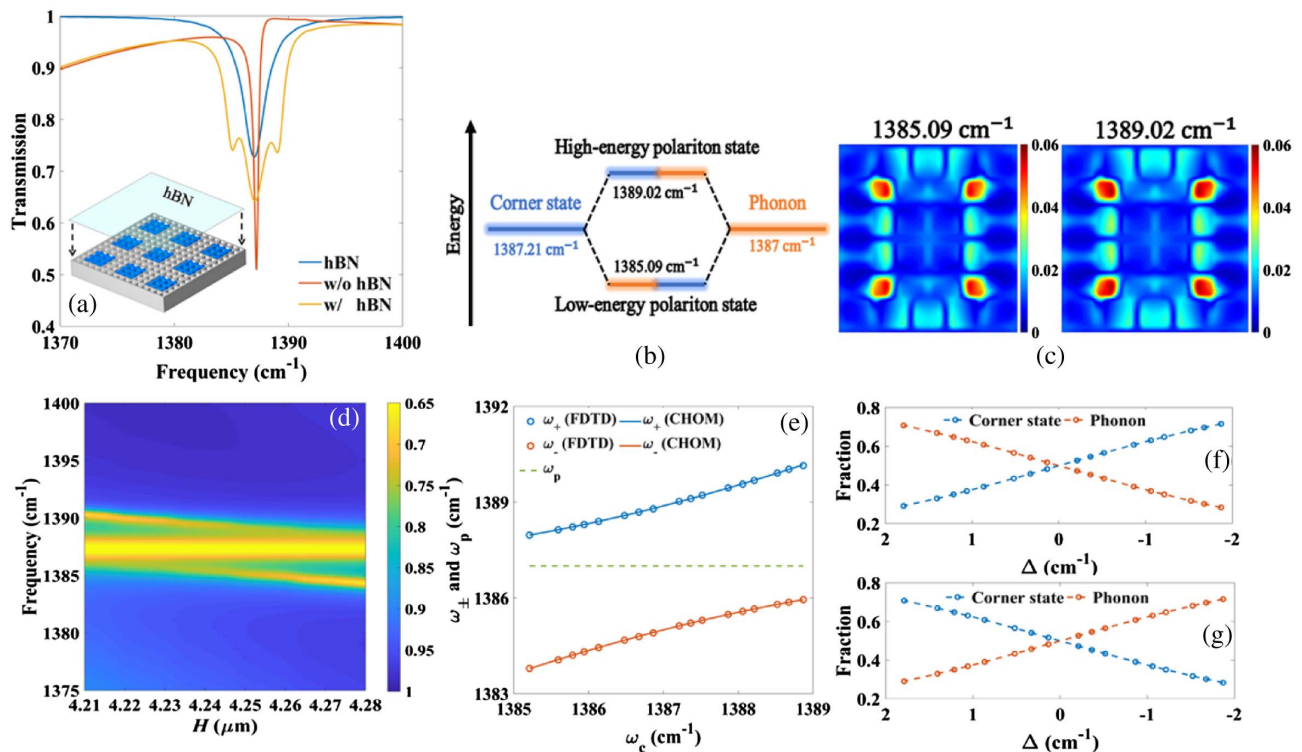 1
0.9
0.8
0.7
0.6
0.5
0.4
Transmission
hBN
hBN
w/o hBN
w/ hBN
(a)
1370
1380
1390
1400
Frequency (cm⁻¹)
Energy
High-energy polariton state
1389.02 cm⁻¹
Corner state
1387.21 cm⁻¹
Phonon
1387 cm⁻¹
1385.09 cm⁻¹
Low-energy polariton state
(b)
1385.09 cm⁻¹
0.06
0.04
0.02
0
1389.02 cm⁻¹
0.06
0.04
0.02
0
(c)
1400
1395
1390
1385
1380
1375
Frequency (cm⁻¹)
(d)
0.65
0.7
0.75
0.8
0.85
0.9
0.95
1
4.21 4.22 4.23 4.24 4.25 4.26 4.27 4.28
H (μm)
1392
1389
1386
1383
ω± and ωp (cm⁻¹)
ω+ (FDTD) ω+ (CHOM)
ω- (FDTD) ω- (CHOM)
ωp
(e)
1385 1386 1387 1388 1389
ωc (cm⁻¹)
0.8
0.6
0.4
0.2
Fraction
Corner state Phonon
(f)
2 1 0 -1 -2
Δ (cm⁻¹)
0.8
0.6
0.4
0.2
Fraction
Corner state Phonon
(g)
2 1 0 -1 -2
Δ (cm⁻¹)